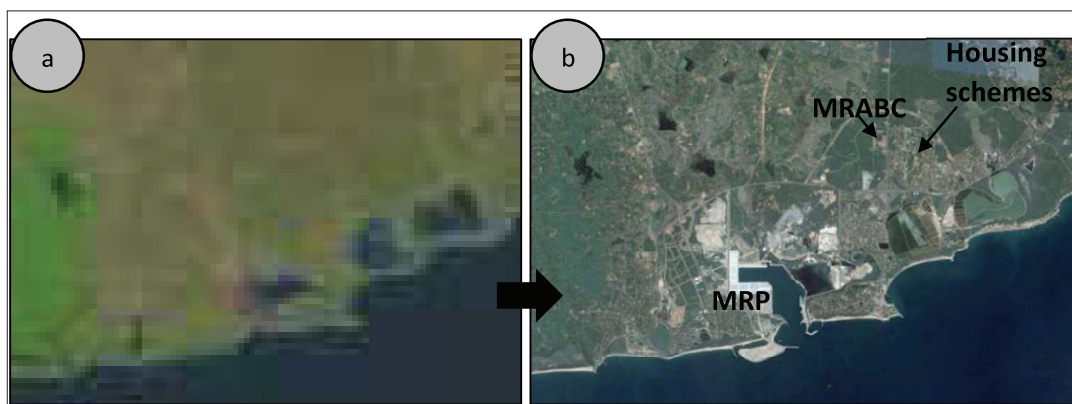 a
b
Housing
schemes
MRABC
MRP